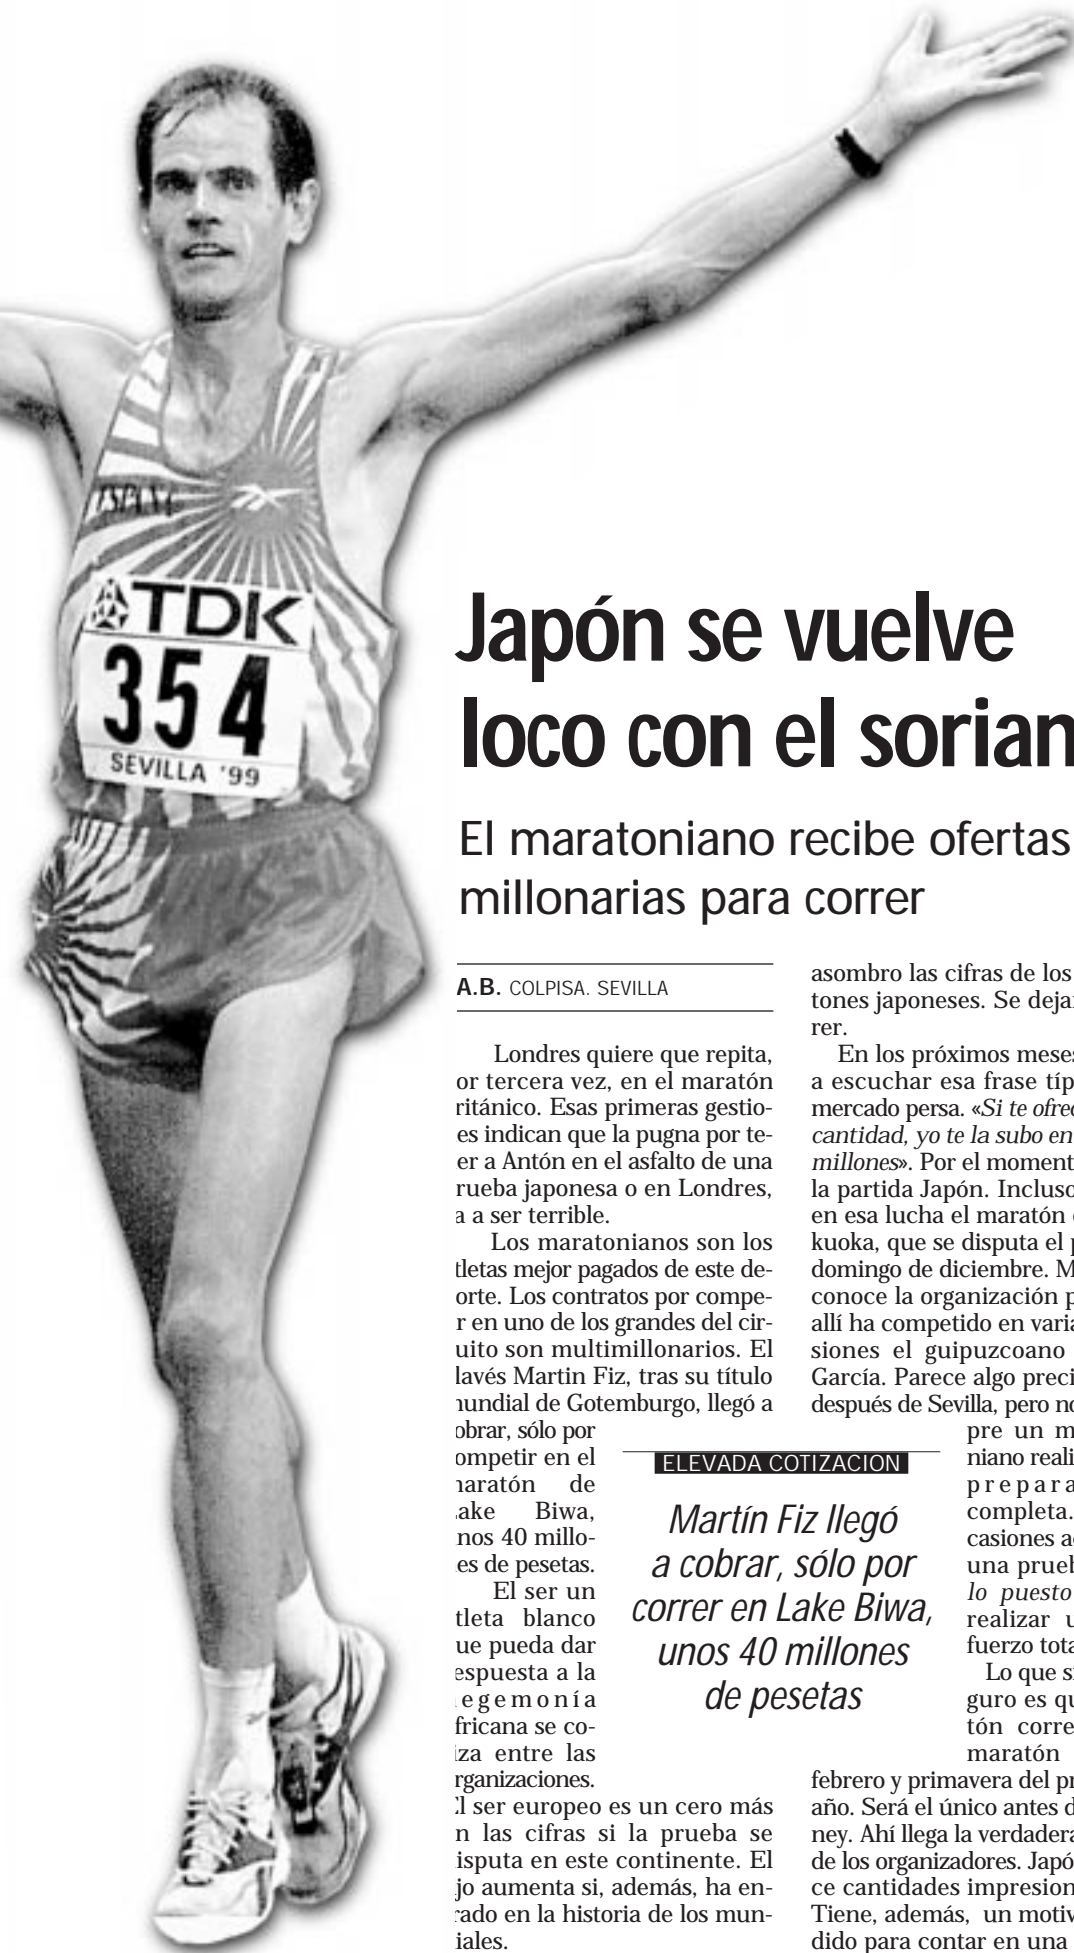 TDK
354
SEVILLA '99
Japón se vuelve
loco con el sorian
El maratoniano recibe ofertas
millonarias para correr
A.B. COLPISA. SEVILLA
Londres quiere que repita,
or tercera vez, en el maratón
ritánico. Esas primeras gestio-
es indican que la pugna por te-
er a Antón en el asfalto de una
rueba japonesa o en Londres,
a a ser terrible.
Los maratonianos son los
tletas mejor pagados de este de-
orte. Los contratos por compe-
r en uno de los grandes del cir-
uito son multimillonarios. El
lavés Martin Fiz, tras su título
undial de Gotemburgo, llegó a
obrar, sólo por
ompetir en el
aratón de
ake Biwa,
nos 40 millo-
es de pesetas.
El ser un
tleta blanco
ue pueda dar
espuesta a la
egemonía
fricana se co-
iza entre las
rganizaciones.
l ser europeo es un cero más
n las cifras si la prueba se
isputa en este continente. El
jo aumenta si, además, ha en-
rado en la historia de los mun-
iales.
ELEVADA COTIZACION
Martín Fiz llegó
a cobrar, sólo por
correr en Lake Biwa,
unos 40 millones
de pesetas
asombro las cifras de los
tones japoneses. Se dejar
rer.
En los próximos meses
a escuchar esa frase típ
mercado persa. «Si te ofrec
cantidad, yo te la subo en
millones». Por el moment
la partida Japón. Incluso
en esa lucha el maratón
kuoka, que se disputa el p
domingo de diciembre. M
conoce la organización p
allí ha competido en varia
siones el guipuzcoano
García. Parece algo preci
después de Sevilla, pero no
pre un m
niano reali
prepara
completa.
casiones ac
una prueb
lo puesto
realizar u
fuerzo tota
Lo que s
guro es qu
tón corre
maratón
febrero y primavera del pr
año. Será el único antes d
ney. Ahí llega la verdadera
de los organizadores. Japó
ce cantidades impresion
Tiene, además, un motiv
dido para contar en una